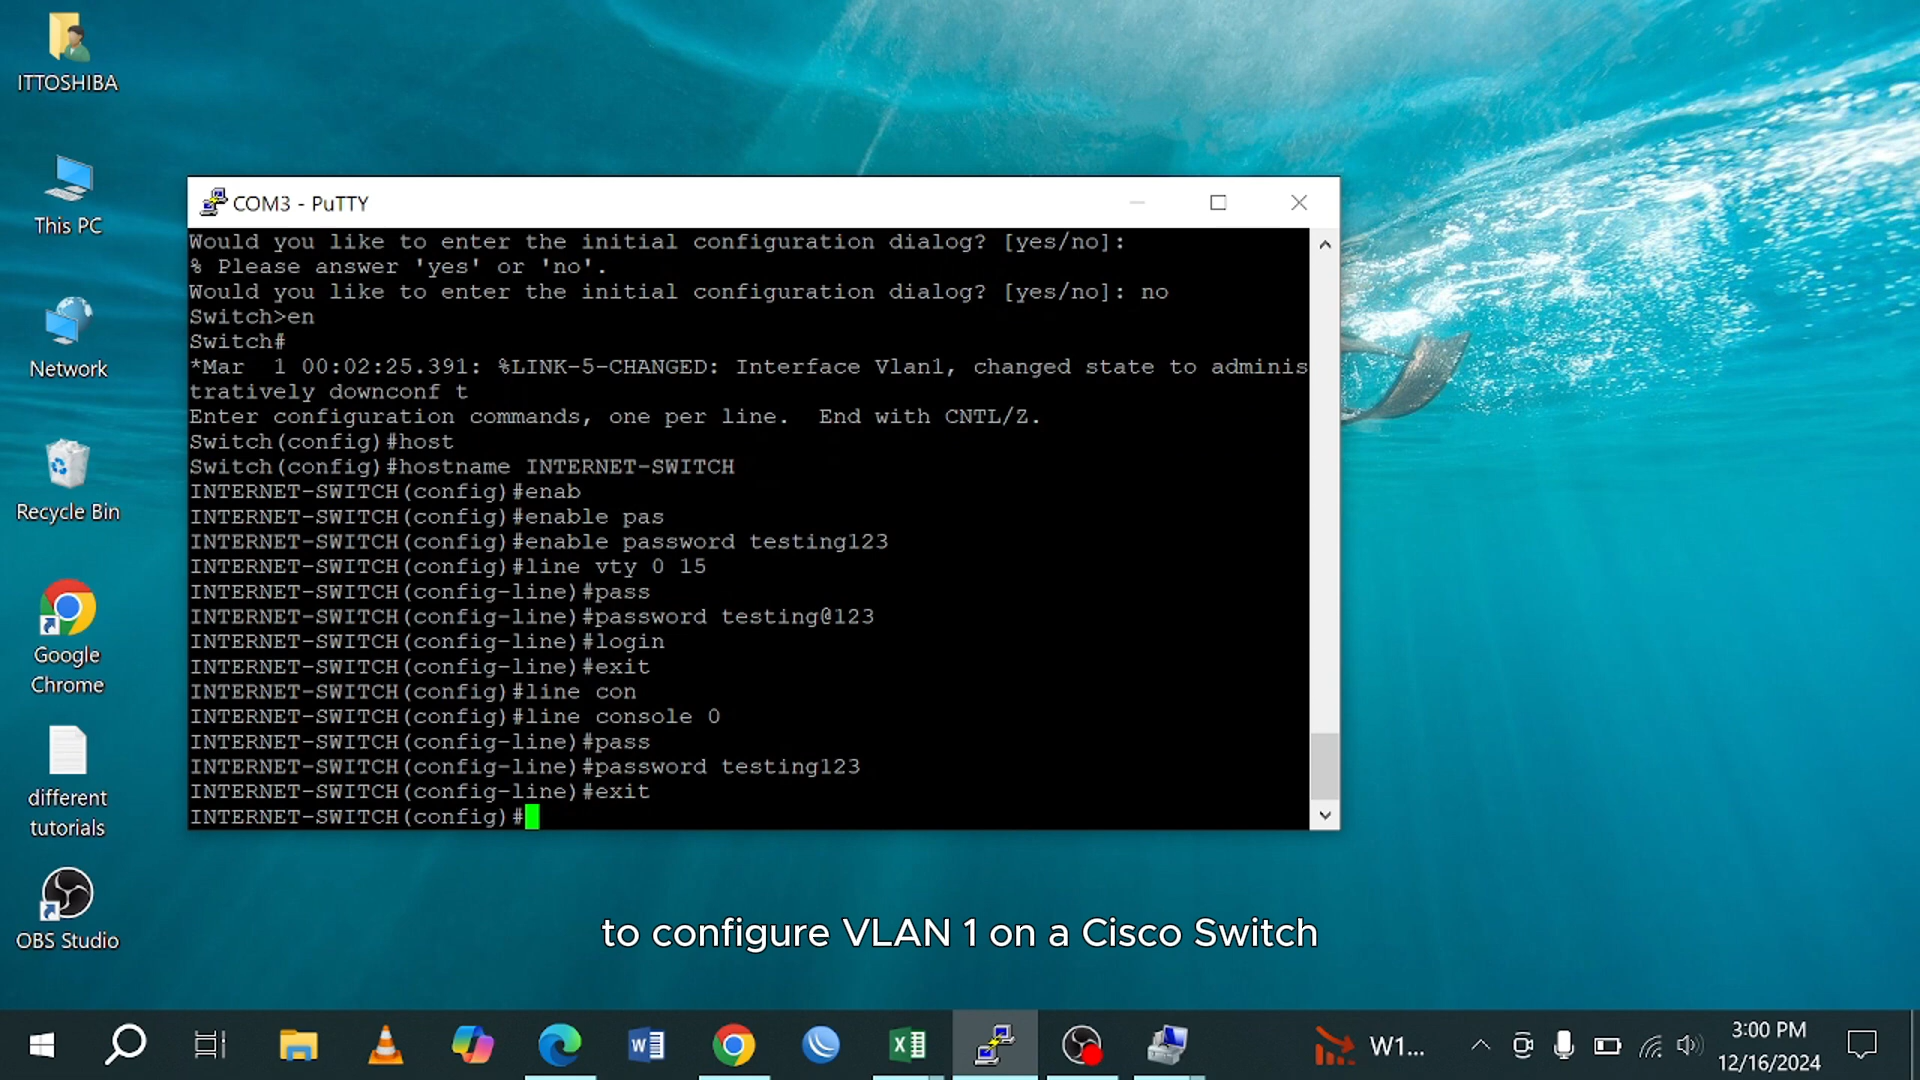 ITTOSHIBA
This PC
Network
Recycle Bin
Google
Chrome
different
tutorials
OBS Studio
COM3 - PuTTY
Would you like to enter the initial configuration dialog? [yes/no]:
% Please answer 'yes' or 'no'.
Would you like to enter the initial configuration dialog? [yes/no]: no
Switch>en
Switch#
*Mar  1 00:02:25.391: %LINK-5-CHANGED: Interface Vlan1, changed state to adminis
tratively downconf t
Enter configuration commands, one per line.  End with CNTL/Z.
Switch(config)#host
Switch(config)#hostname INTERNET-SWITCH
INTERNET-SWITCH(config)#enab
INTERNET-SWITCH(config)#enable pas
INTERNET-SWITCH(config)#enable password testing123
INTERNET-SWITCH(config)#line vty 0 15
INTERNET-SWITCH(config-line)#pass
INTERNET-SWITCH(config-line)#password testing@123
INTERNET-SWITCH(config-line)#login
INTERNET-SWITCH(config-line)#exit
INTERNET-SWITCH(config)#line con
INTERNET-SWITCH(config)#line console 0
INTERNET-SWITCH(config-line)#pass
INTERNET-SWITCH(config-line)#password testing123
INTERNET-SWITCH(config-line)#exit
INTERNET-SWITCH(config)#
to configure VLAN 1 on a Cisco Switch
W1...
3:00 PM
12/16/2024